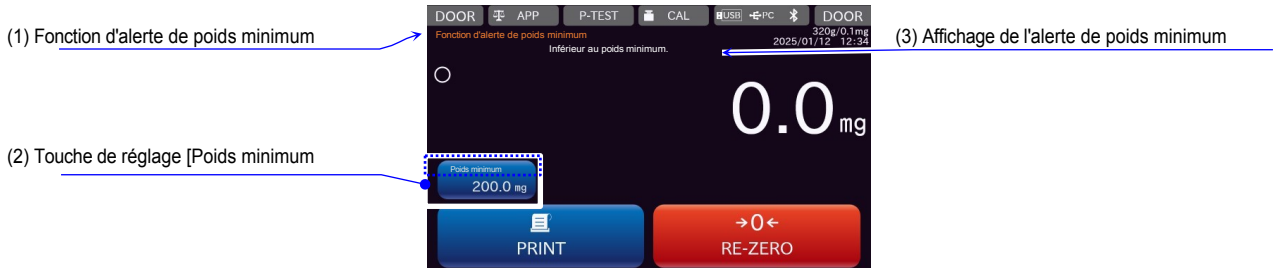 DOOR APP P-TEST CAL USB PC DOOR
(1) Fonction d'alerte de poids minimum
Fonction d'alerte de poids minimum
320g/0.1mg
(3) Affichage de l'alerte de poids minimum
Inférieur au poids minimum.
2025/01/12 12:34
0.0 mg
(2) Touche de réglage [Poids minimum
Poids minimum
200.0 mg
→0←
PRINT
RE-ZERO